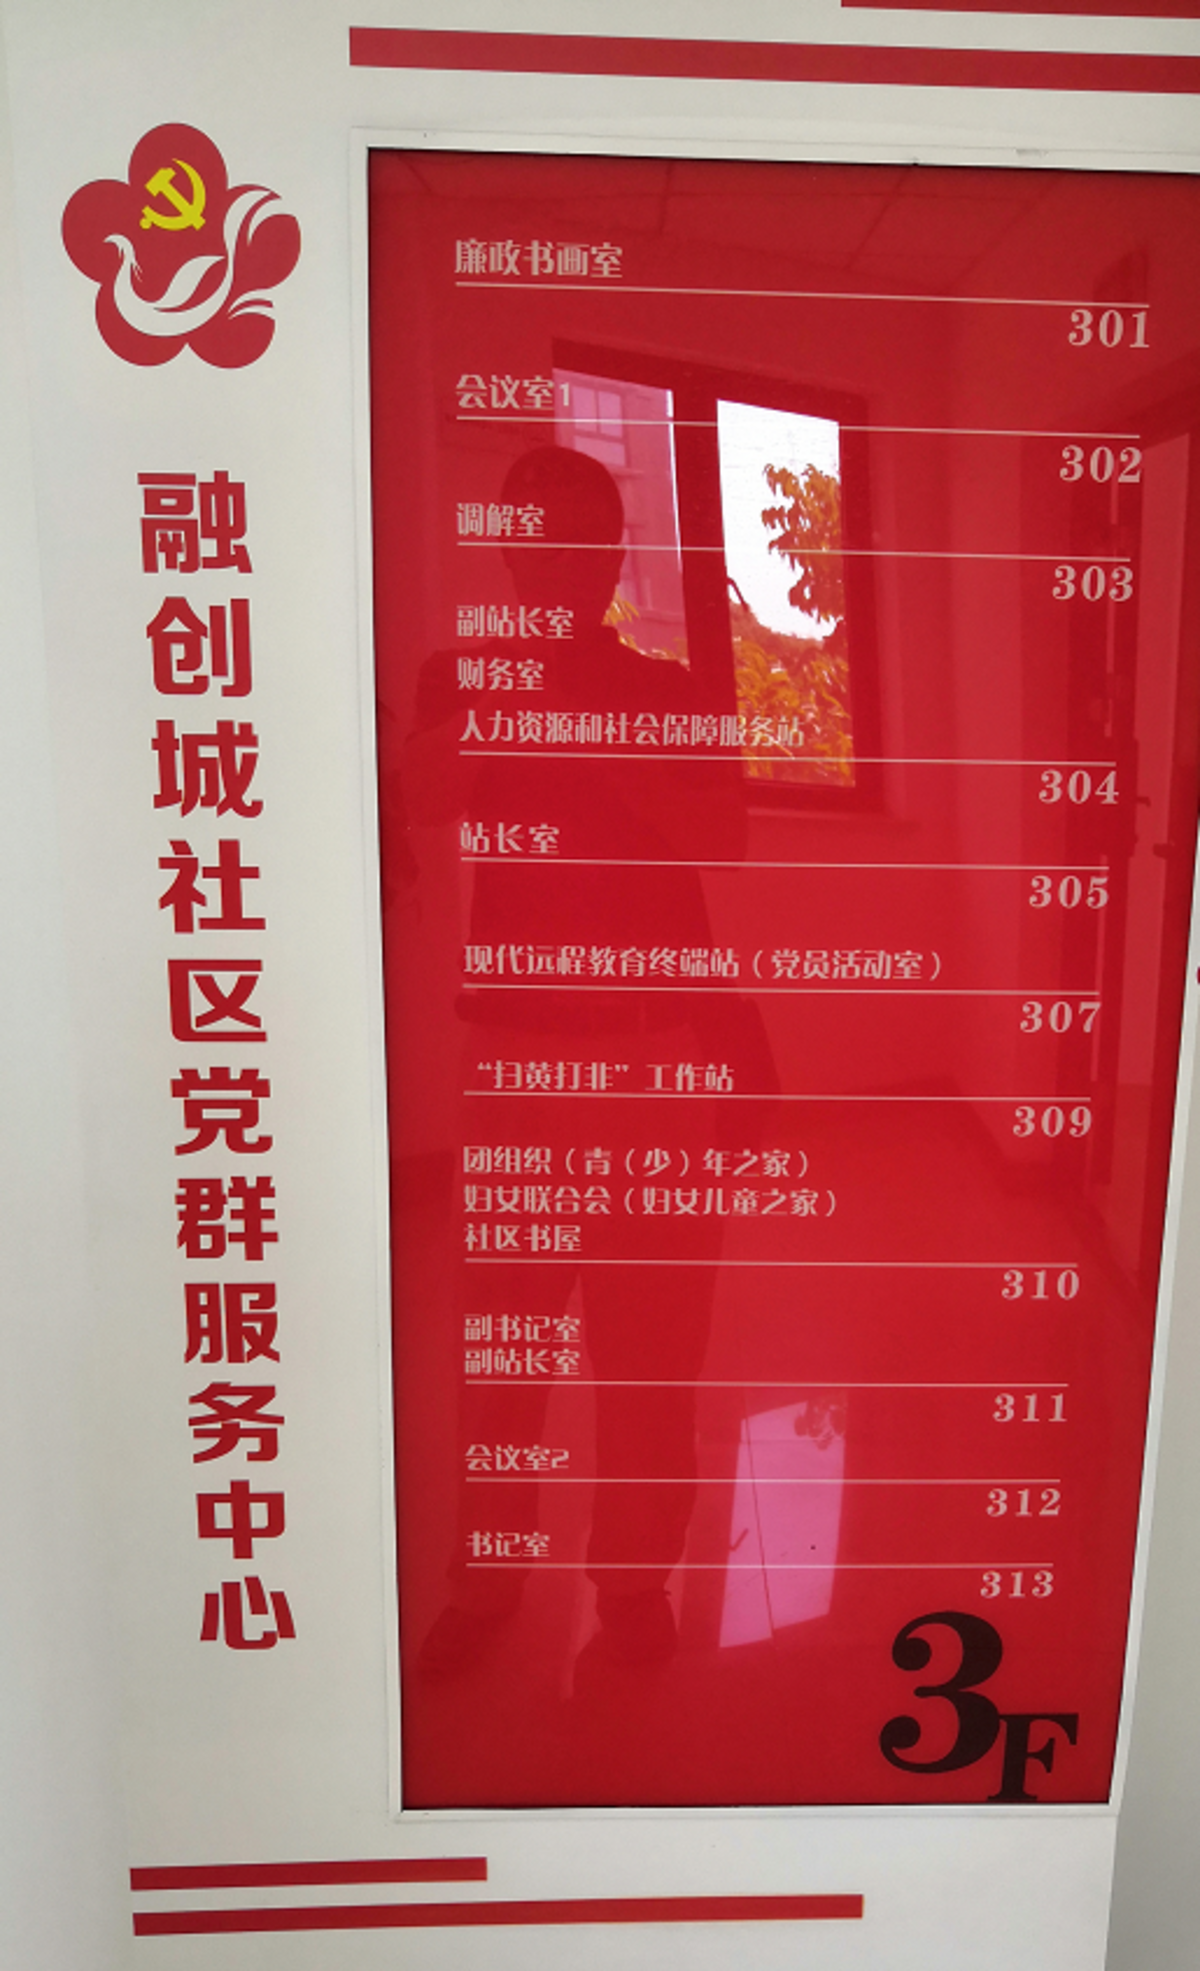 融创城社区党群服务中心
廉政书画室
301
会议室1
302
调解室
303
副站长室
财务室
人力资源和社会保障服务站
304
站长室
305
现代远程教育终端站（党员活动室）
307
“扫黄打非”工作站
309
团组织（青（少）年之家）
妇女联合会（妇女儿童之家）
社区书屋
310
副书记室
副站长室
311
会议室2
312
书记室
313
3F